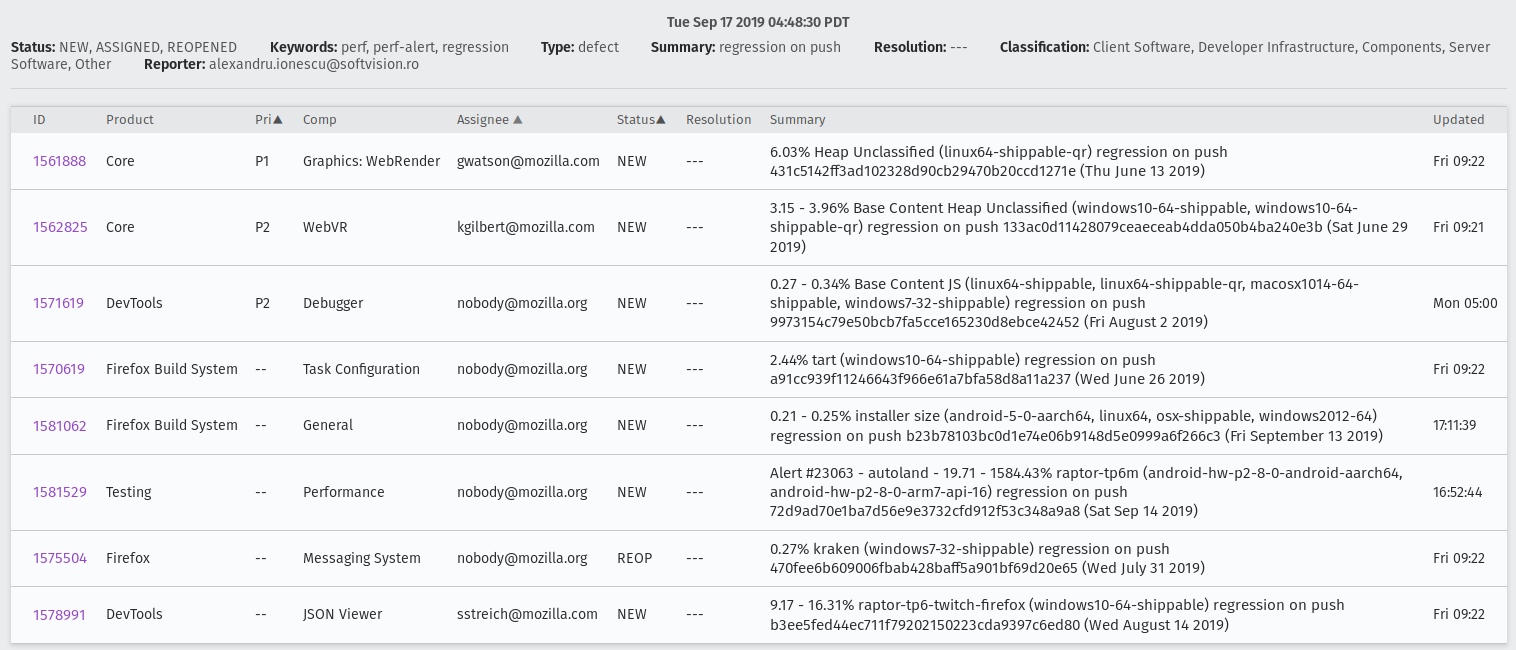 Tue Sep 17 2019 04:48:30 PDT
Status: NEW, ASSIGNED, REOPENED Keywords: perf, perf-alert, regression Type: defect Summary: regression on push Resolution: --- Classification: Client Software, Developer Infrastructure, Components, Server
Software, Other Reporter: alexandru.ionescu@softvision.ro
ID Product Pri▲ Comp Assignee ▲ Status▲ Resolution Summary Updated
1561888 Core P1 Graphics: WebRender gwatson@mozilla.com NEW --- 6.03% Heap Unclassified (linux64-shippable-qr) regression on push
431c5142ff3ad102328d90cb29470b20ccd1271e (Thu June 13 2019) Fri 09:22
1562825 Core P2 WebVR kgilbert@mozilla.com NEW --- 3.15 - 3.96% Base Content Heap Unclassified (windows10-64-shippable, windows10-64-
shippable-qr) regression on push 133ac0d11428079ceaeceab4dda050b4ba240e3b (Sat June 29
2019) Fri 09:21
1571619 DevTools P2 Debugger nobody@mozilla.org NEW --- 0.27 - 0.34% Base Content JS (linux64-shippable, linux64-shippable-qr, macosx1014-64-
shippable, windows7-32-shippable) regression on push
9973154c79e50bcb7fa5cce165230d8ebce42452 (Fri August 2 2019) Mon 05:00
1570619 Firefox Build System -- Task Configuration nobody@mozilla.org NEW --- 2.44% tart (windows10-64-shippable) regression on push
a91cc939f11246643f966e61a7bfa58d8a11a237 (Wed June 26 2019) Fri 09:22
1581062 Firefox Build System -- General nobody@mozilla.org NEW --- 0.21 - 0.25% installer size (android-5-0-aarch64, linux64, osx-shippable, windows2012-64)
regression on push b23b78103bc0d1e74e06b9148d5e0999a6f266c3 (Fri September 13 2019) 17:11:39
1581529 Testing -- Performance nobody@mozilla.org NEW --- Alert #23063 - autoland - 19.71 - 1584.43% raptor-tp6m (android-hw-p2-8-0-android-aarch64,
android-hw-p2-8-0-arm7-api-16) regression on push
72d9ad70e1ba7d56e9e3732cfd912f53c348a9a8 (Sat Sep 14 2019) 16:52:44
1575504 Firefox -- Messaging System nobody@mozilla.org REOP --- 0.27% kraken (windows7-32-shippable) regression on push
470fee6b609006fbab428baff5a901bf69d20e65 (Wed July 31 2019) Fri 09:22
1578991 DevTools -- JSON Viewer sstreich@mozilla.com NEW --- 9.17 - 16.31% raptor-tp6-twitch-firefox (windows10-64-shippable) regression on push
b3ee5fed44ec711f79202150223cda9397c6ed80 (Wed August 14 2019) Fri 09:22